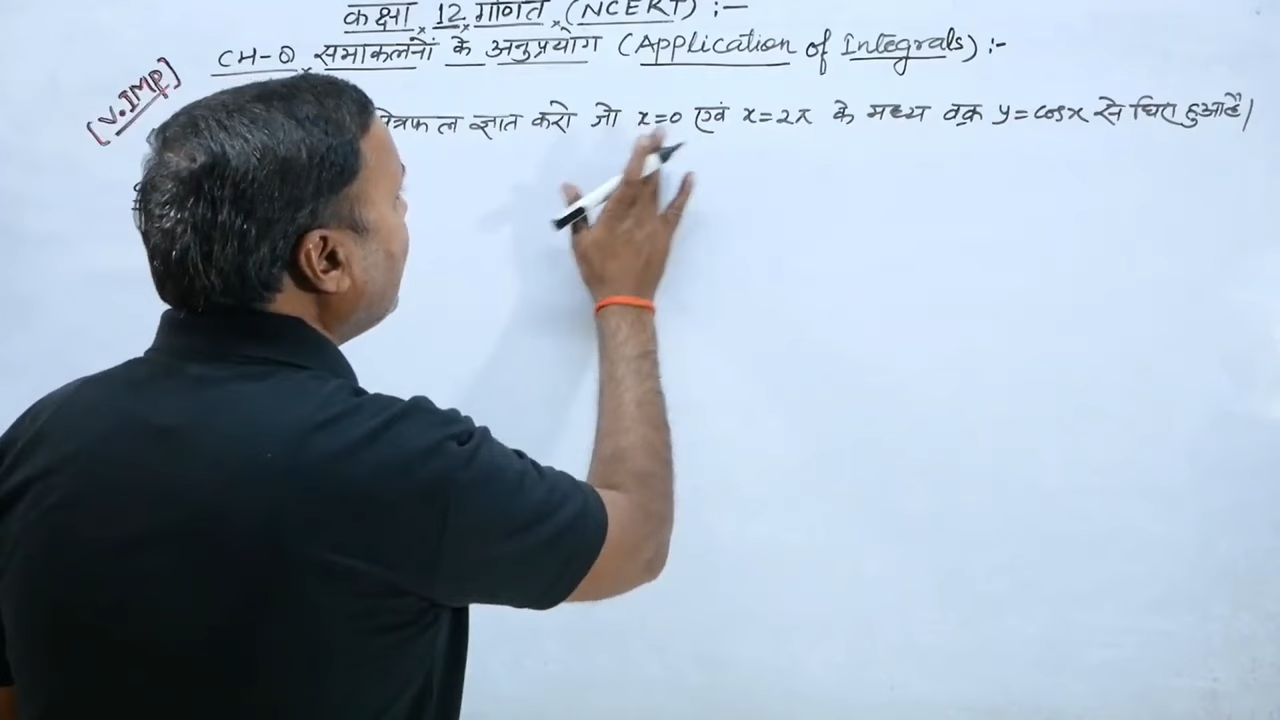 कक्षा 12 गणित (NCERT) :-
CH-8 समाकलनों के अनुप्रयोग (Application of Integrals) :-
[V.IMP]
ज्ञात करो जो x=0 एवं x=2π के मध्य वक्र y=cosx से घिरा हुआ है।